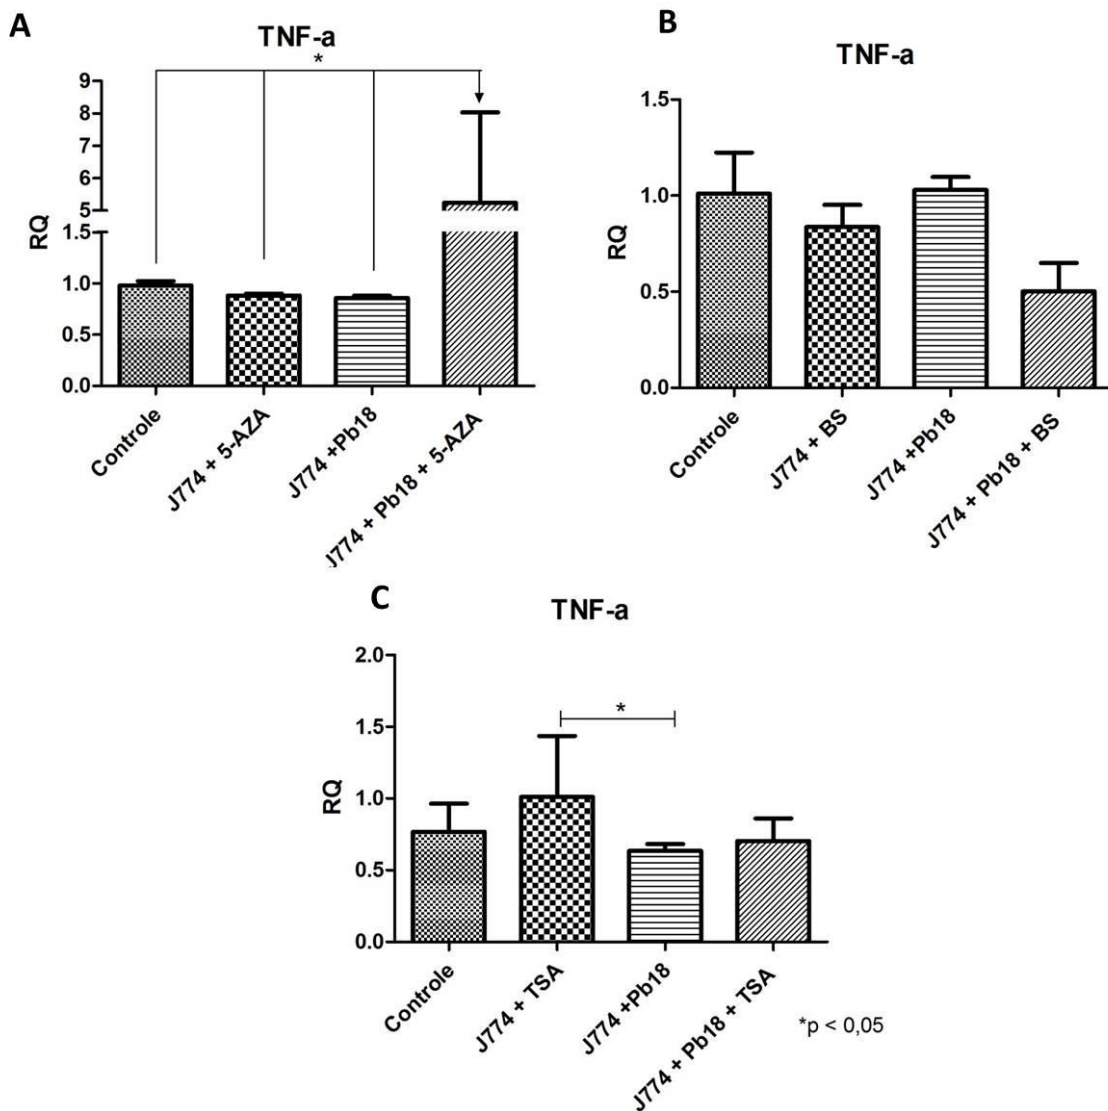 A
TNF-a
*
9
8
7
6
5
1.5
1.0
0.5
0.0
RQ
Controle
J774 + 5-AZA
J774 +Pb18
J774 + Pb18 + 5-AZA
B
TNF-a
1.5
1.0
0.5
0.0
RQ
Controle
J774 + BS
J774 +Pb18
J774 + Pb18 + BS
C
TNF-a
2.0
1.5
1.0
0.5
0.0
RQ
*
Controle
J774 + TSA
J774 +Pb18
J774 + Pb18 + TSA
*p < 0,05